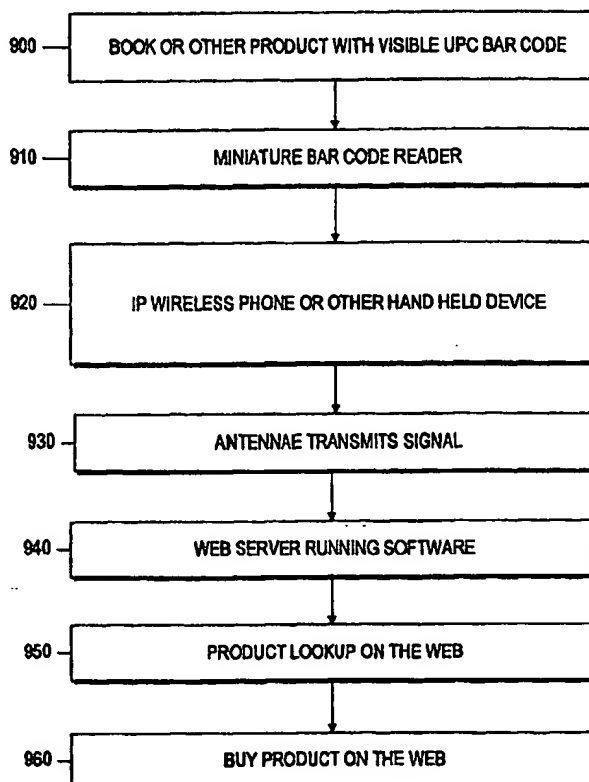 900 BOOK OR OTHER PRODUCT WITH VISIBLE UPC BAR CODE
910 MINIATURE BAR CODE READER
920 IP WIRELESS PHONE OR OTHER HAND HELD DEVICE
930 ANTENNAE TRANSMITS SIGNAL
940 WEB SERVER RUNNING SOFTWARE
950 PRODUCT LOOKUP ON THE WEB
960 BUY PRODUCT ON THE WEB